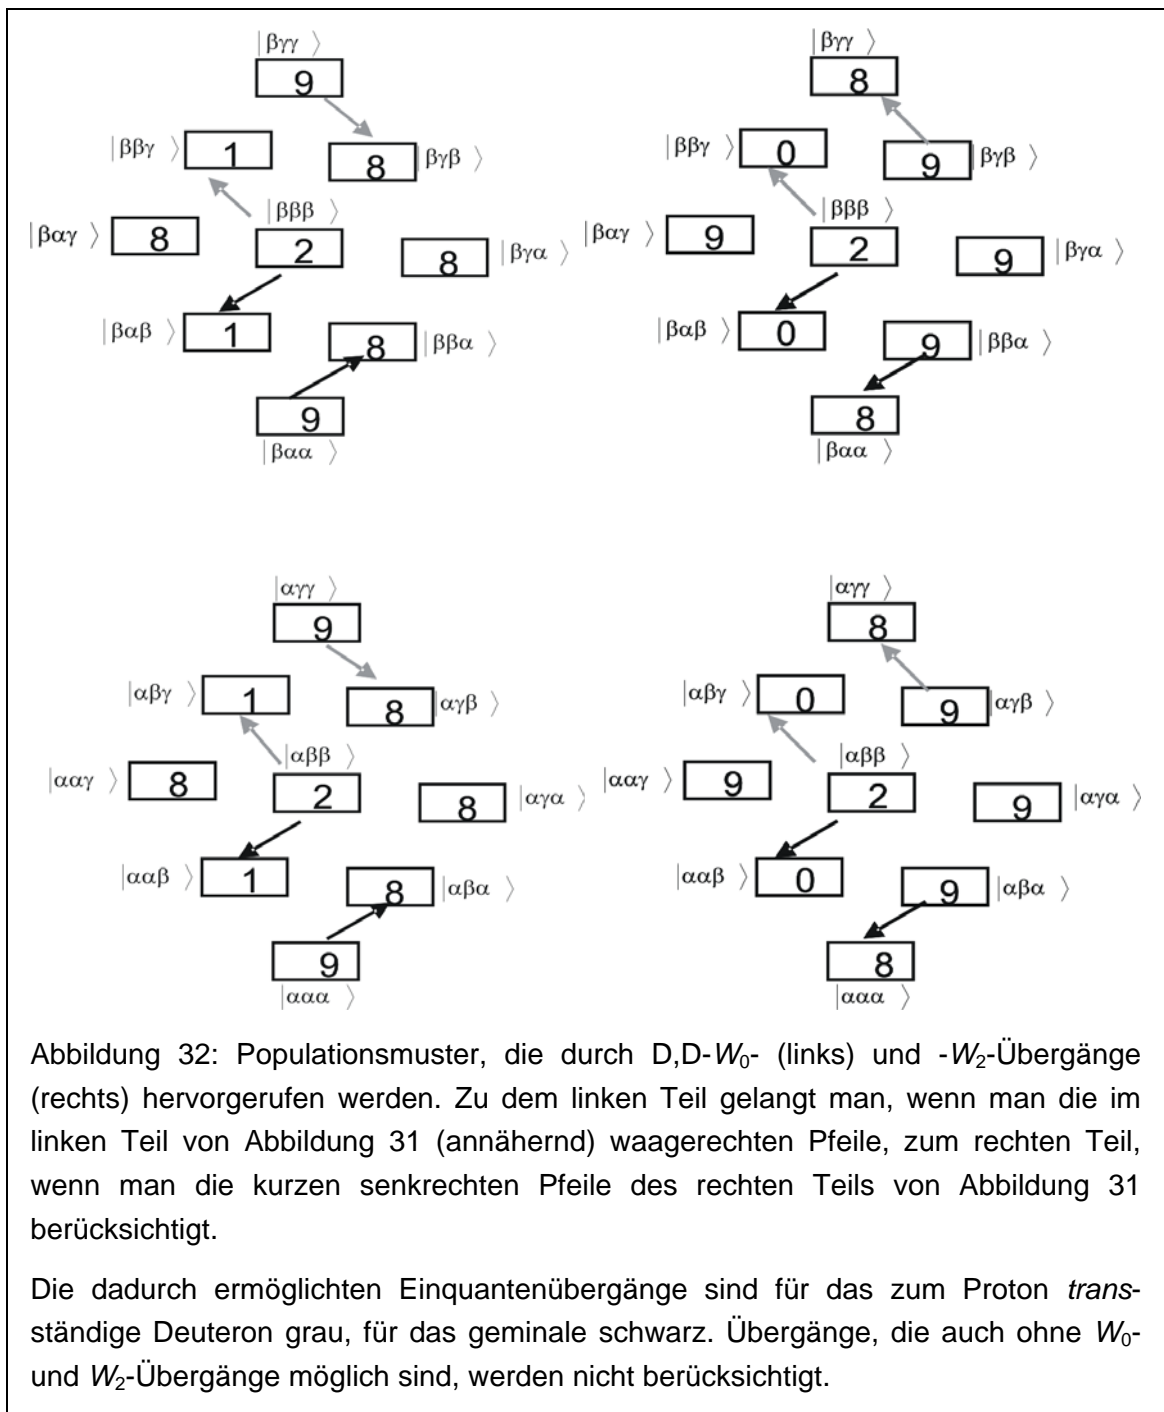 |βγγ ⟩ |βγγ ⟩
9 8
|ββγ ⟩ 1 8 |βγβ ⟩ |ββγ ⟩ 0 9 |βγβ ⟩
|βββ ⟩ |βββ ⟩
|βαγ ⟩ 8 2 8 |βγα ⟩ |βαγ ⟩ 9 2 9 |βγα ⟩
|βαβ ⟩ 1 8 |ββα ⟩ |βαβ ⟩ 0 9 |ββα ⟩
9 8
|βαα ⟩ |βαα ⟩
|αγγ ⟩ |αγγ ⟩
9 8
|αβγ ⟩ 1 8 |αγβ ⟩ |αβγ ⟩ 0 9 |αγβ ⟩
|αββ ⟩ |αββ ⟩
|ααγ ⟩ 8 2 8 |αγα ⟩ |ααγ ⟩ 9 2 9 |αγα ⟩
|ααβ ⟩ 1 8 |αβα ⟩ |ααβ ⟩ 0 9 |αβα ⟩
9 8
|ααα ⟩ |ααα ⟩
Abbildung 32: Populationsmuster, die durch D,D-W₀- (links) und -W₂-Übergänge
(rechts) hervorgerufen werden. Zu dem linken Teil gelangt man, wenn man die im
linken Teil von Abbildung 31 (annähernd) waagerechten Pfeile, zum rechten Teil,
wenn man die kurzen senkrechten Pfeile des rechten Teils von Abbildung 31
berücksichtigt.
Die dadurch ermöglichten Einquantenübergänge sind für das zum Proton trans-
ständige Deuteron grau, für das geminale schwarz. Übergänge, die auch ohne W₀-
und W₂-Übergänge möglich sind, werden nicht berücksichtigt.